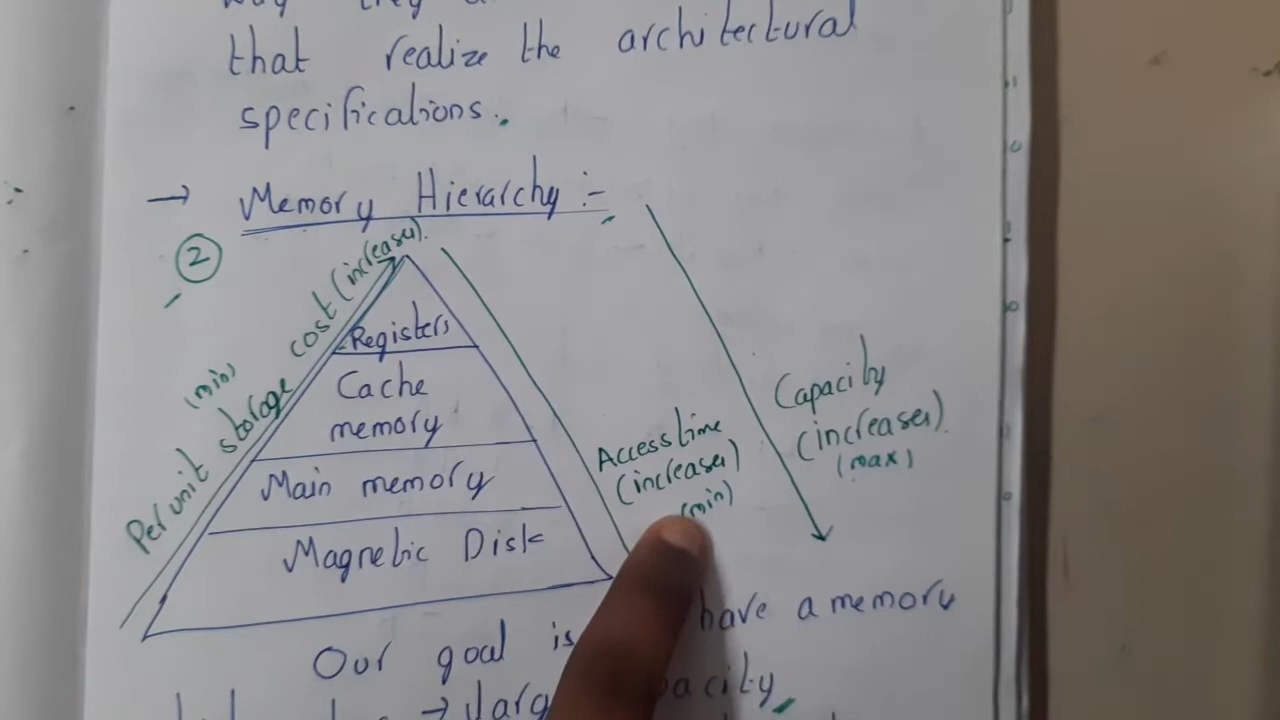 that realize the architectural
specifications.
→ Memory Hierarchy :-
2
Per unit storage cost (increases).
(min)
Registers
Cache
memory
Main memory
Magnetic Disk
Access time
(increases)
(min)
Capacity
(increases)
(max)
Our goal is have a memory